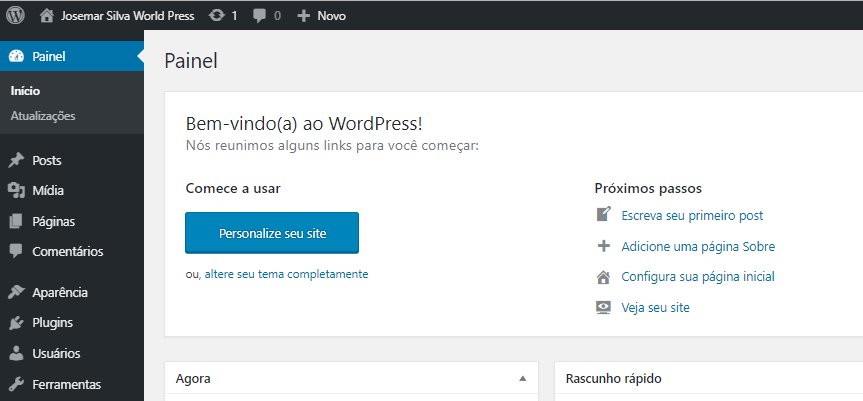 Josemar Silva World Press 1 0 Novo
Painel
Início
Atualizações
Posts
Mídia
Páginas
Comentários
Aparência
Plugins
Usuários
Ferramentas
Painel
Bem-vindo(a) ao WordPress!
Nós reunimos alguns links para você começar:
Comece a usar
Personalize seu site
ou, altere seu tema completamente
Próximos passos
Escreva seu primeiro post
Adicione uma página Sobre
Configura sua página inicial
Veja seu site
Agora
Rascunho rápido